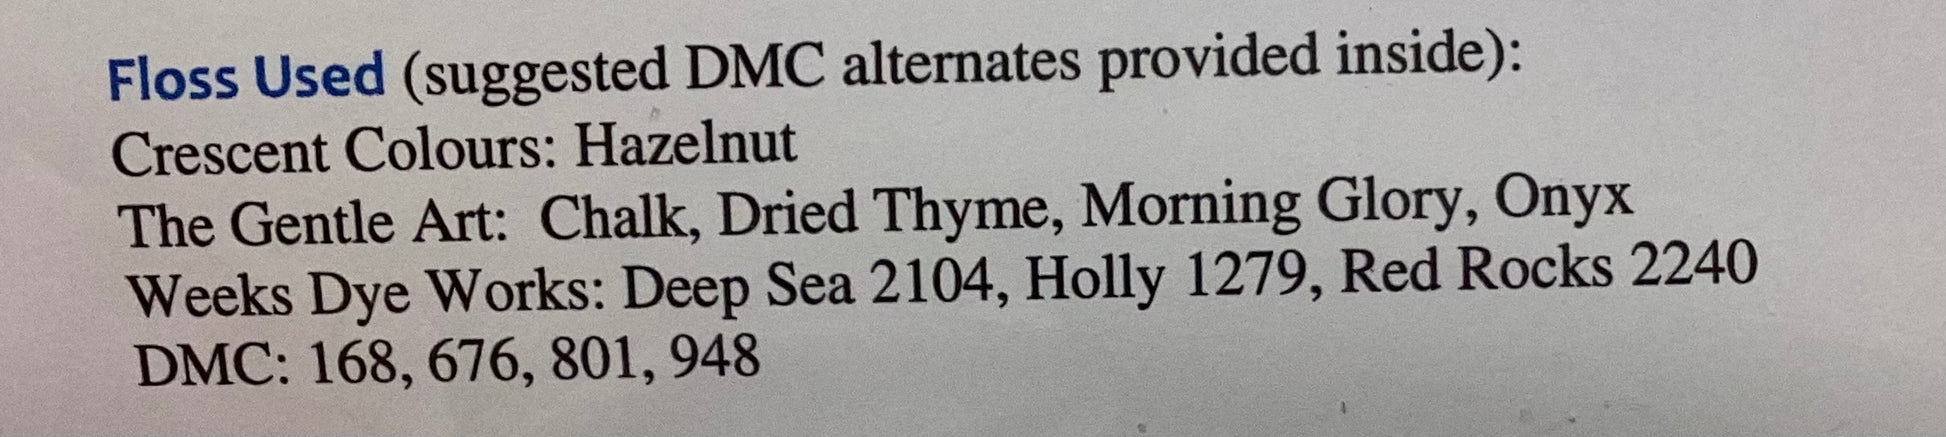 Floss Used (suggested DMC alternates provided inside):
Crescent Colours: Hazelnut
The Gentle Art:  Chalk, Dried Thyme, Morning Glory, Onyx
Weeks Dye Works: Deep Sea 2104, Holly 1279, Red Rocks 2240
DMC: 168, 676, 801, 948